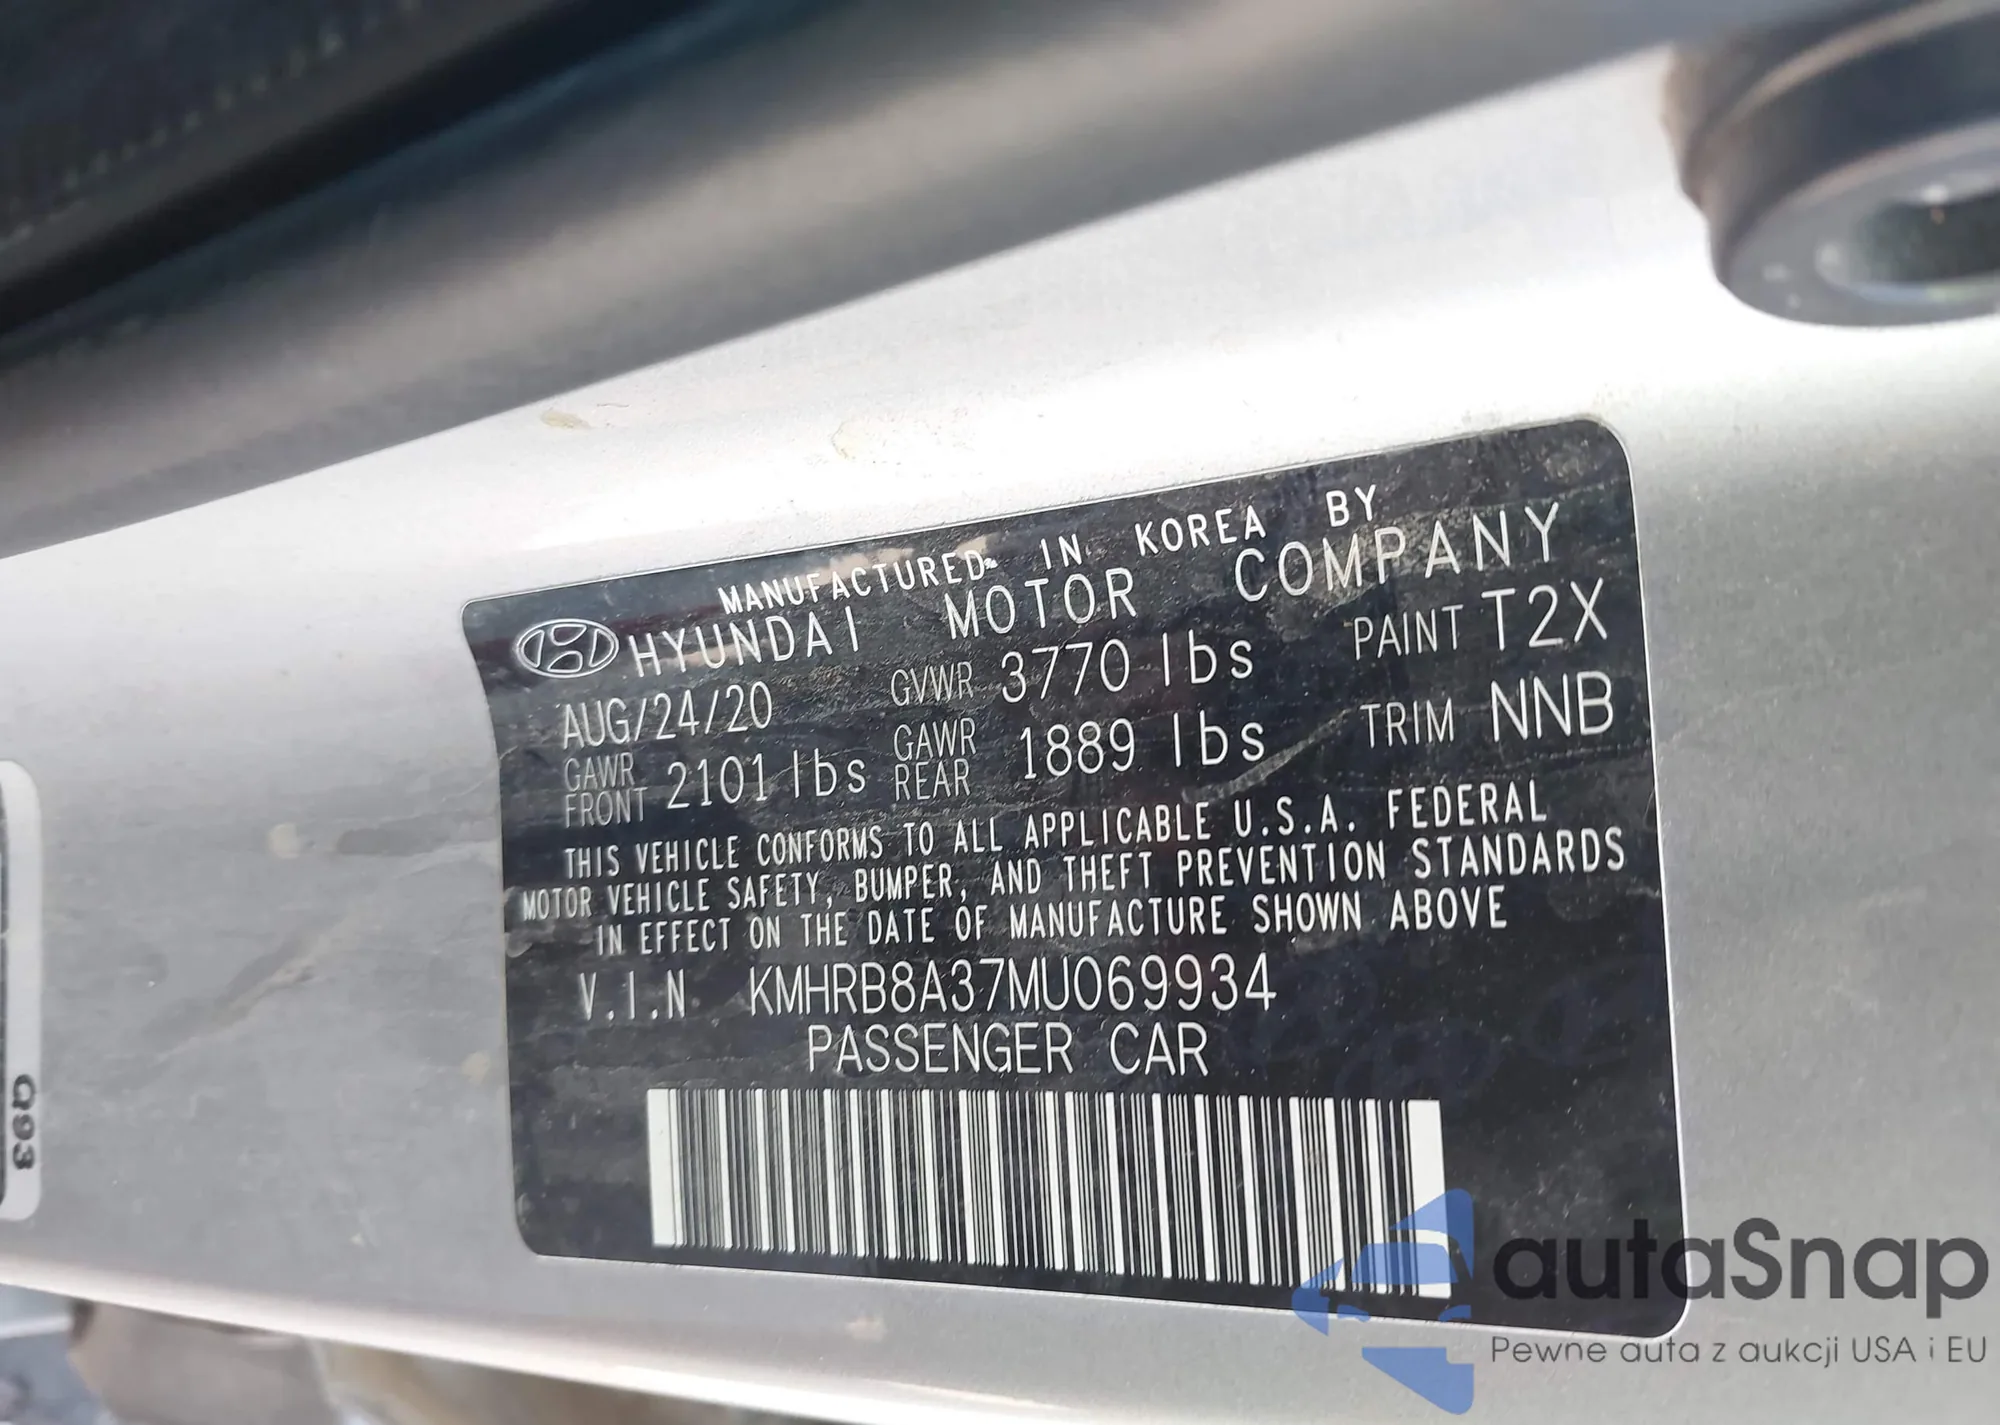 MANUFACTURED IN KOREA BY
HYUNDAI MOTOR COMPANY
AUG/24/20 GVWR 3770 lbs PAINT T2X
GAWR FRONT 2101 lbs GAWR REAR 1889 lbs TRIM NNB
THIS VEHICLE CONFORMS TO ALL APPLICABLE U.S.A. FEDERAL
MOTOR VEHICLE SAFETY, BUMPER, AND THEFT PREVENTION STANDARDS
IN EFFECT ON THE DATE OF MANUFACTURE SHOWN ABOVE
V.I.N KMHRB8A37MU069934
PASSENGER CAR
Q93
autaSnap
Pewne auta z aukcji USA i EU